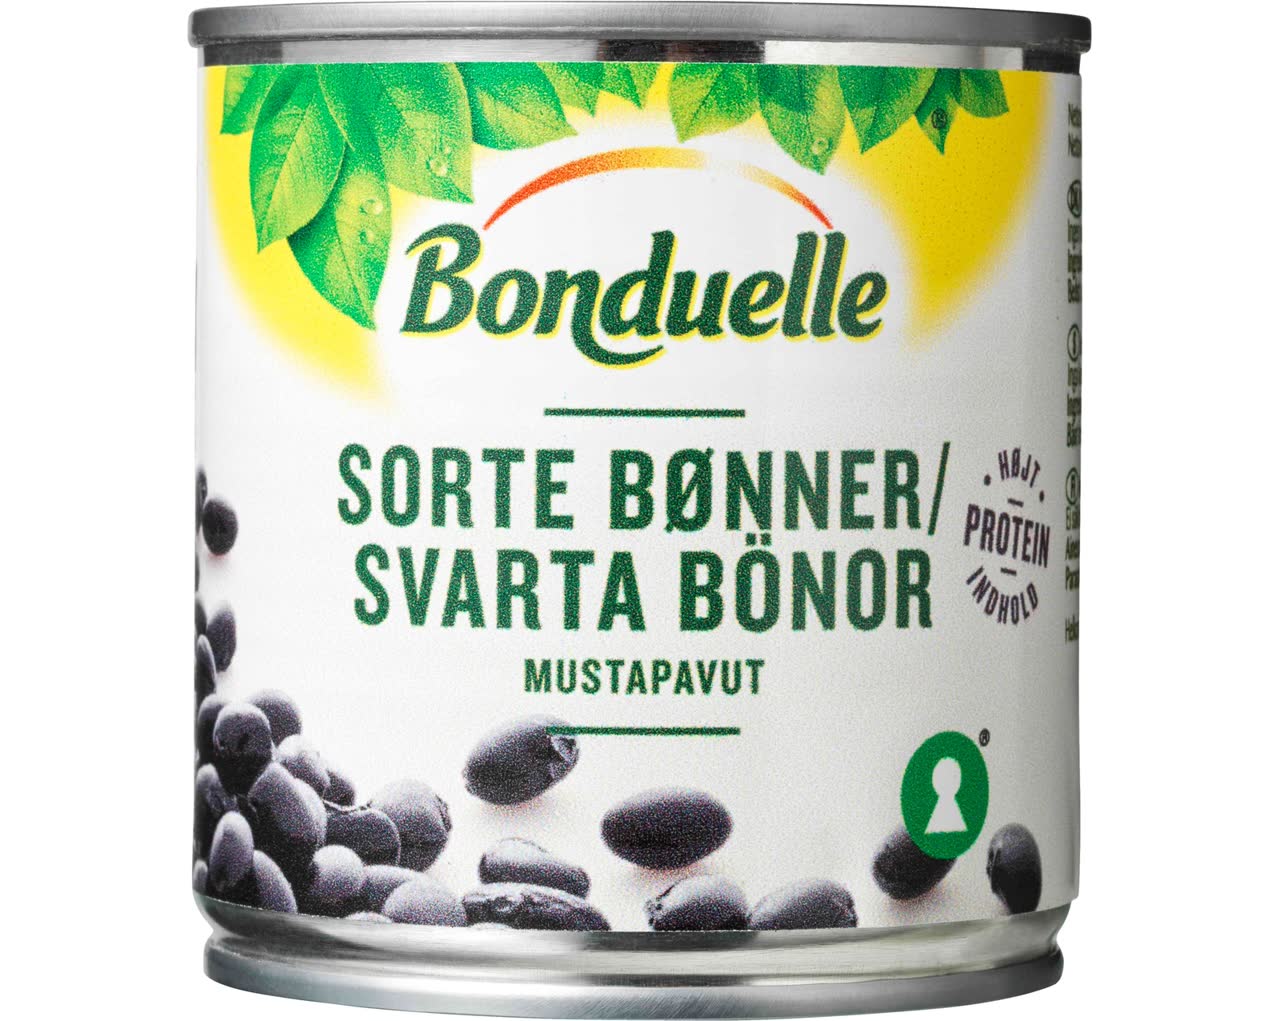 Bonduelle
SORTE BØNNER/
SVARTA BÖNOR
MUSTAPAVUT
HØJT
PROTEIN
INDHOLD
®